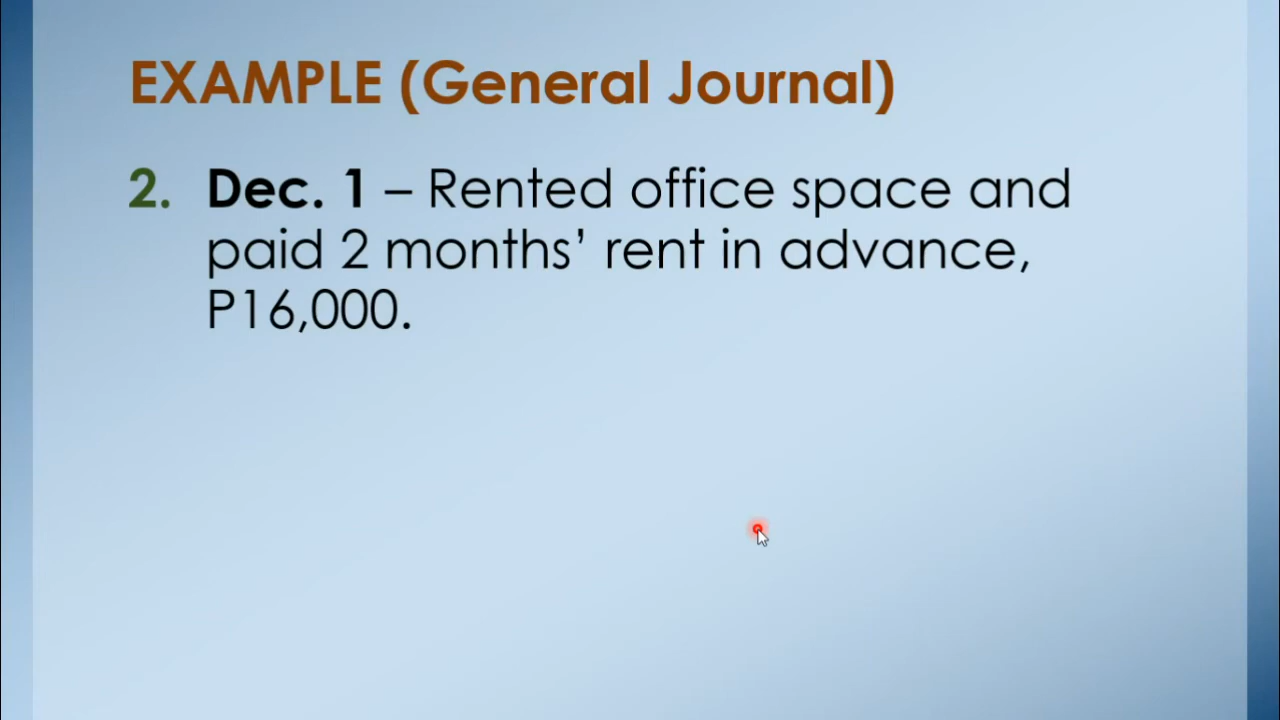 EXAMPLE (General Journal)
2. Dec. 1 – Rented office space and
paid 2 months’ rent in advance,
P16,000.